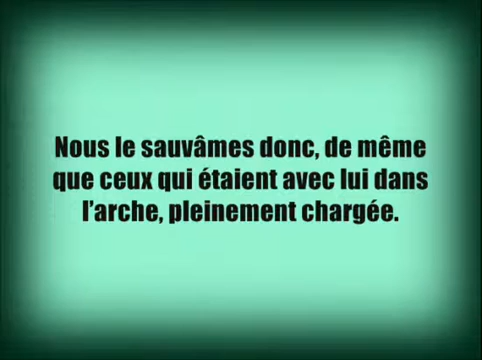 Nous le sauvâmes donc, de même
que ceux qui étaient avec lui dans
l'arche, pleinement chargée.